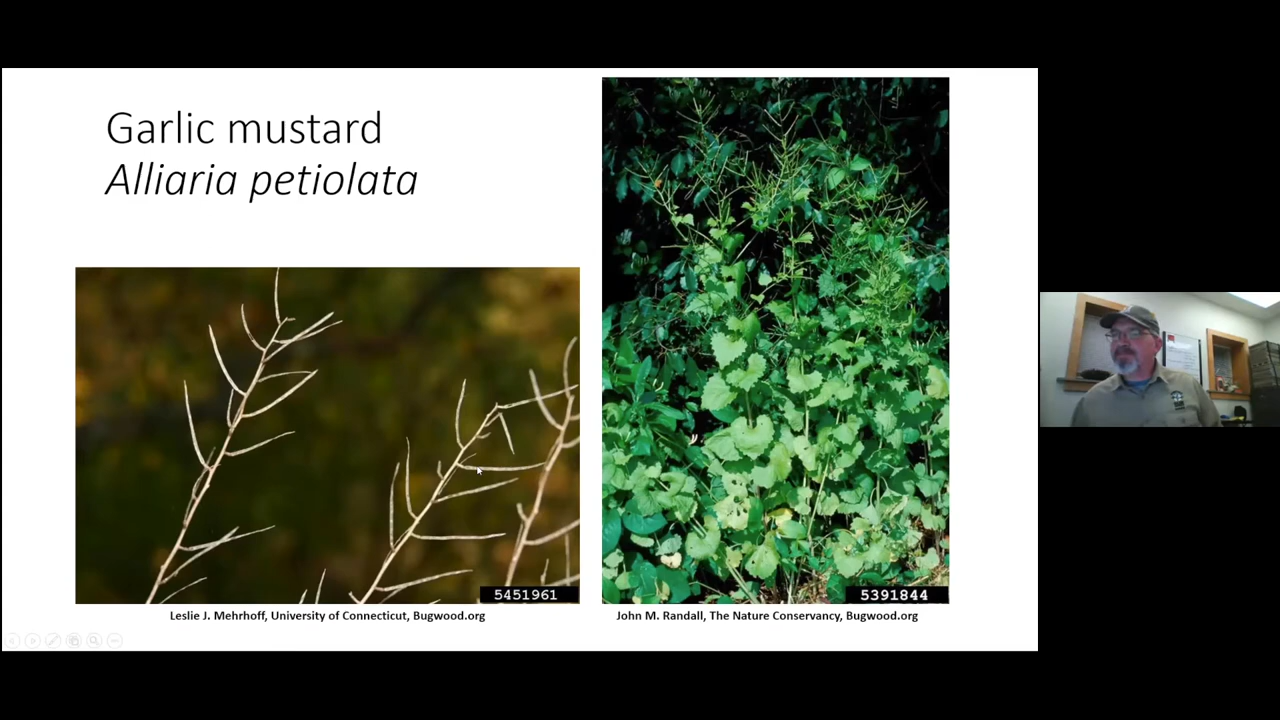 Garlic mustard
Alliaria petiolata
5451961
5391844
Leslie J. Mehrhoff, University of Connecticut, Bugwood.org
John M. Randall, The Nature Conservancy, Bugwood.org